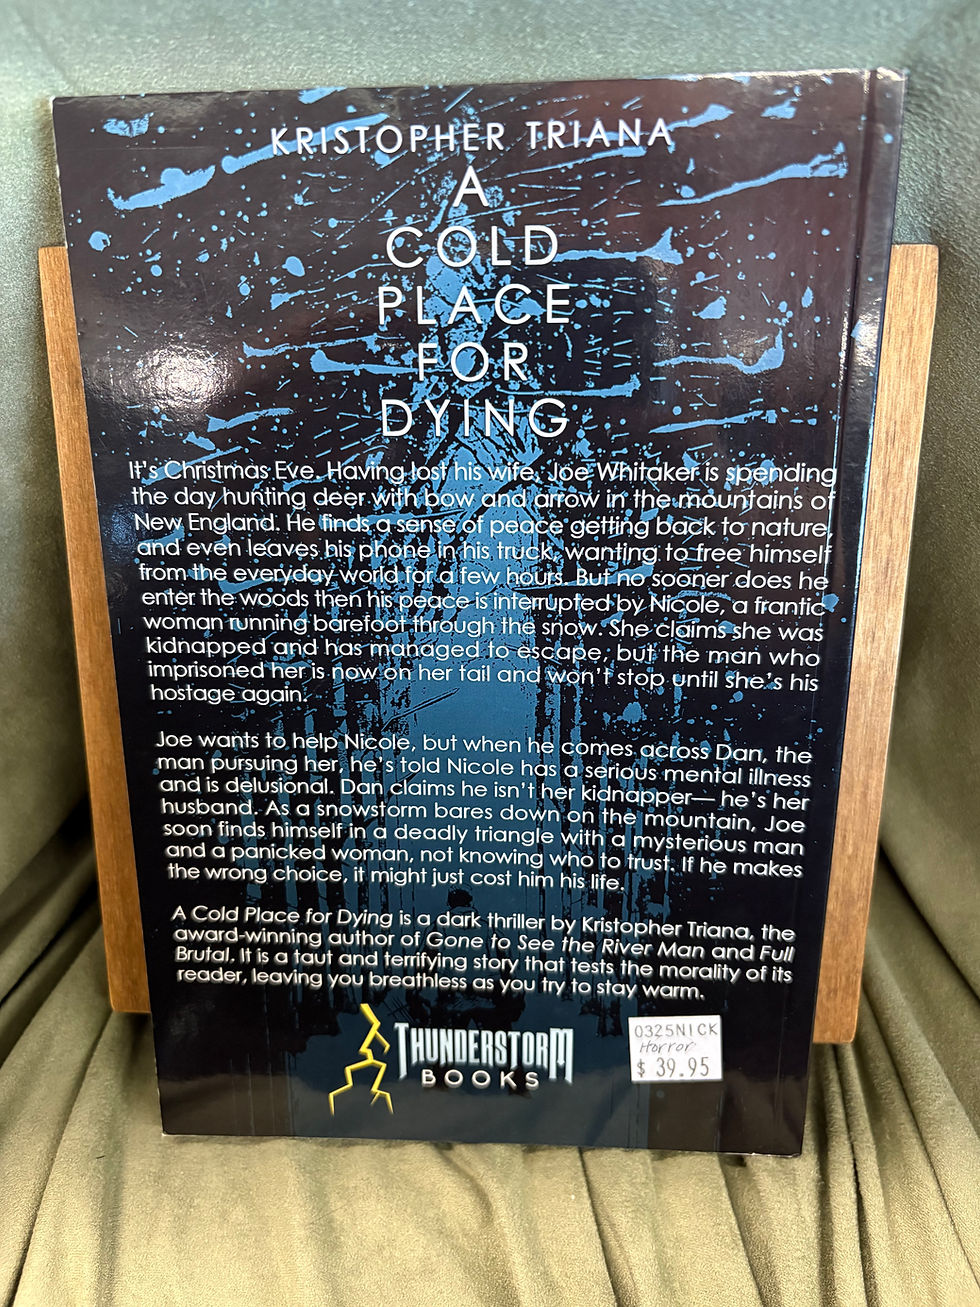 KRISTOPHER TRIANA
A
COLD
PLACE
FOR
DYING
It's Christmas Eve. Having lost his wife, Joe Whitaker is spending
the day hunting deer with bow and arrow in the mountains of
New England. He finds a sense of peace getting back to nature,
and even leaves his phone in his truck, wanting to free himself
from the everyday world for a few hours. But no sooner does he
enter the woods then his peace is interrupted by Nicole, a frantic
woman running barefoot through the snow. She claims she was
kidnapped and has managed to escape, but the man who
imprisoned her is now on her tail and won't stop until she's his
hostage again.
Joe wants to help Nicole, but when he comes across Dan, the
man pursuing her, he's told Nicole has a serious mental illness
and is delusional. Dan claims he isn't her kidnapper— he's her
husband. As a snowstorm bares down on the mountain, Joe
soon finds himself in a deadly triangle with a mysterious man
and a panicked woman, not knowing who to trust. If he makes
the wrong choice, it might just cost him his life.
A Cold Place for Dying is a dark thriller by Kristopher Triana, the
award-winning author of Gone to See the River Man and Full
Brutal. It is a taut and terrifying story that tests the morality of its
reader, leaving you breathless as you try to stay warm.
THUNDERSTORM
BOOKS
0325NICK
Horror
$ 39.95